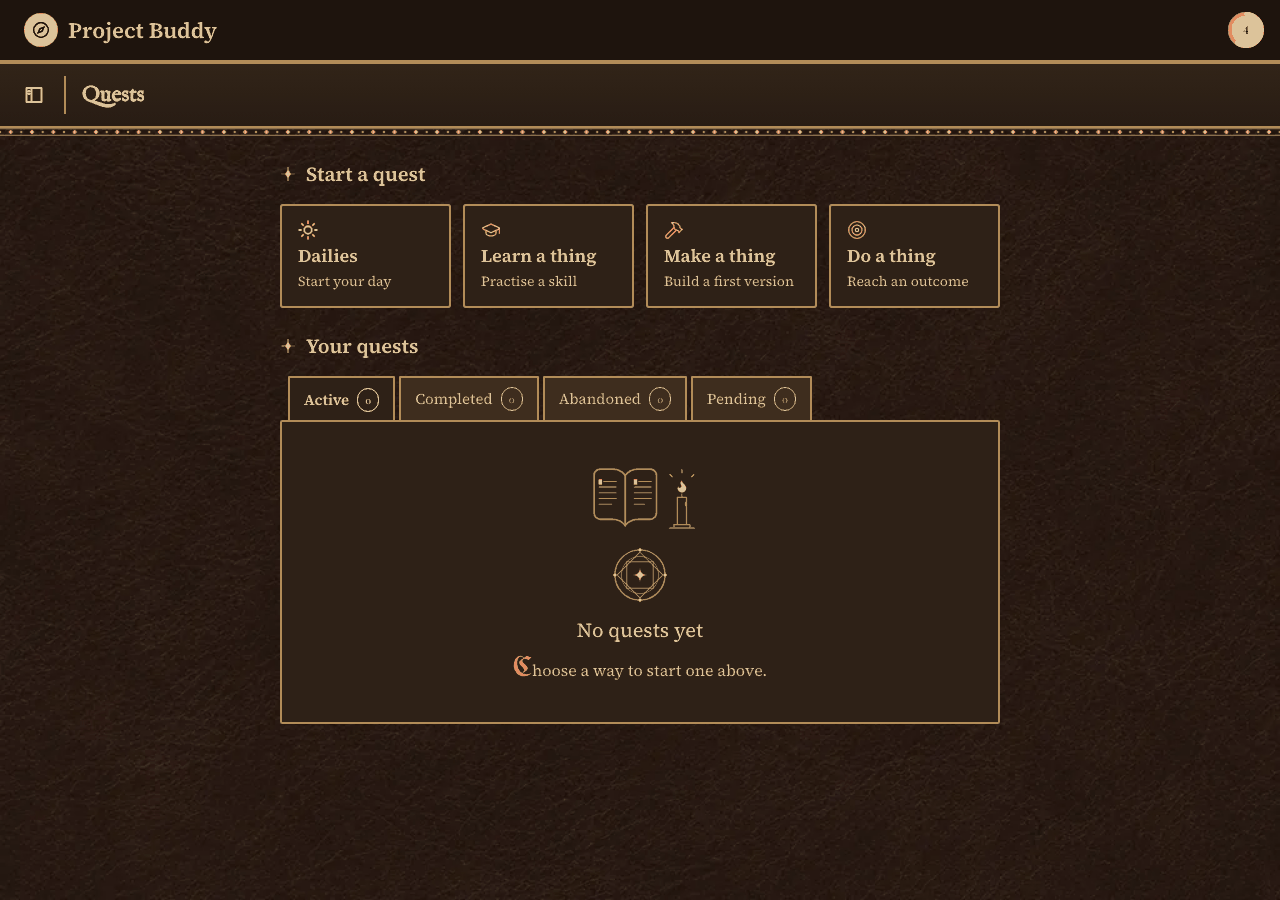 Project Buddy
4
Quests
Start a quest
Dailies
Start your day
Learn a thing
Practise a skill
Make a thing
Build a first version
Do a thing
Reach an outcome
Your quests
Active 0
Completed 0
Abandoned 0
Pending 0
No quests yet
Choose a way to start one above.